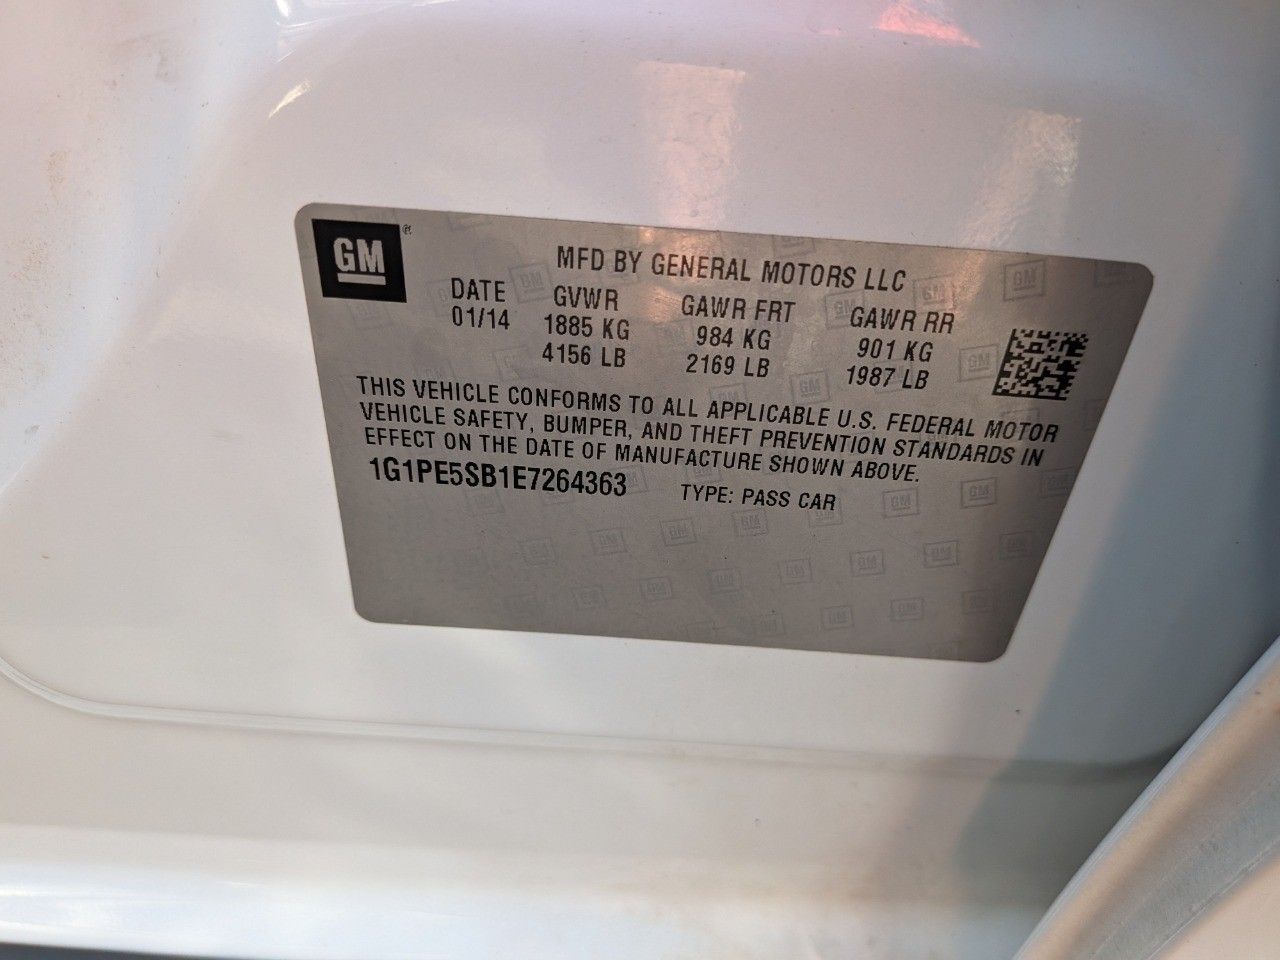 GM
MFD BY GENERAL MOTORS LLC
DATE GVWR GAWR FRT GAWR RR
01/14 1885 KG 984 KG 901 KG
4156 LB 2169 LB 1987 LB
THIS VEHICLE CONFORMS TO ALL APPLICABLE U.S. FEDERAL MOTOR
VEHICLE SAFETY, BUMPER, AND THEFT PREVENTION STANDARDS IN
EFFECT ON THE DATE OF MANUFACTURE SHOWN ABOVE.
1G1PE5SB1E7264363 TYPE: PASS CAR